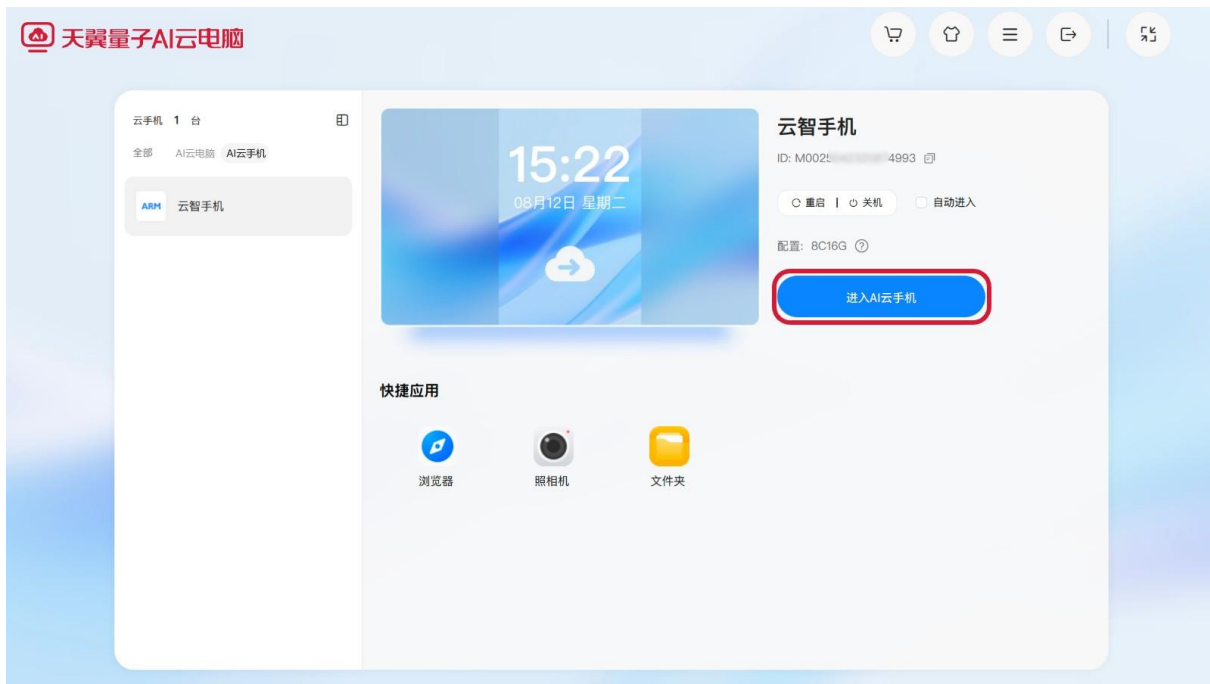 天翼量子AI云电脑
云手机 1 台
全部 AI云电脑 AI云手机
ARM 云智手机
15:22
08月12日 星期二
云智手机
ID: M002 4993
重启 | 关机 自动进入
配置: 8C16G ?
进入AI云手机
快捷应用
浏览器 照相机 文件夹